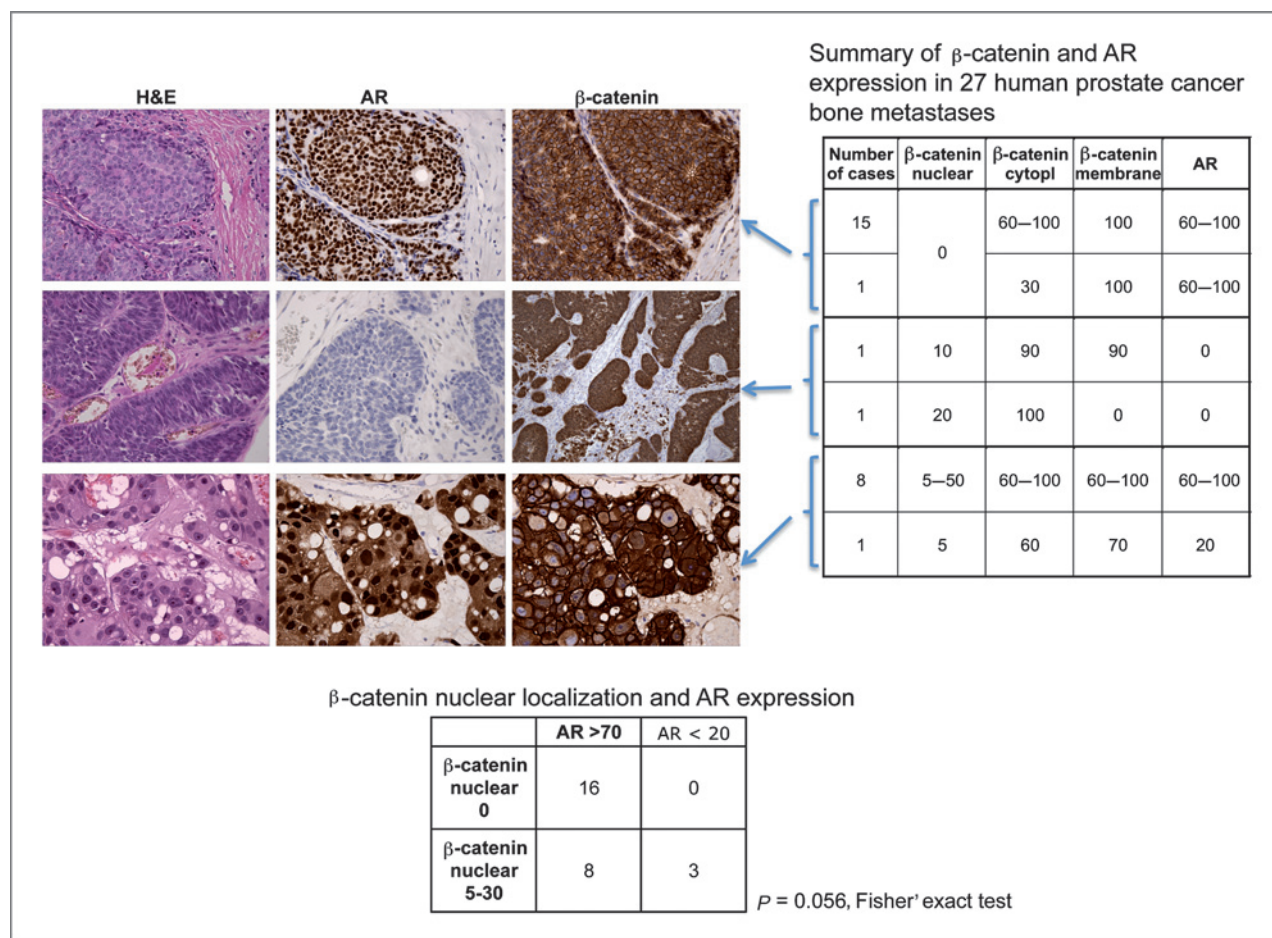 Summary of β-catenin and AR
expression in 27 human prostate cancer
bone metastases
H&E AR β-catenin
Number of cases β-catenin nuclear β-catenin cytopl β-catenin membrane AR
15 0 60—100 100 60—100
1 30 100 60—100
1 10 90 90 0
1 20 100 0 0
8 5—50 60—100 60—100 60—100
1 5 60 70 20
β-catenin nuclear localization and AR expression
AR >70 AR < 20
β-catenin nuclear 0 16 0
β-catenin nuclear 5-30 8 3
P = 0.056, Fisher’ exact test